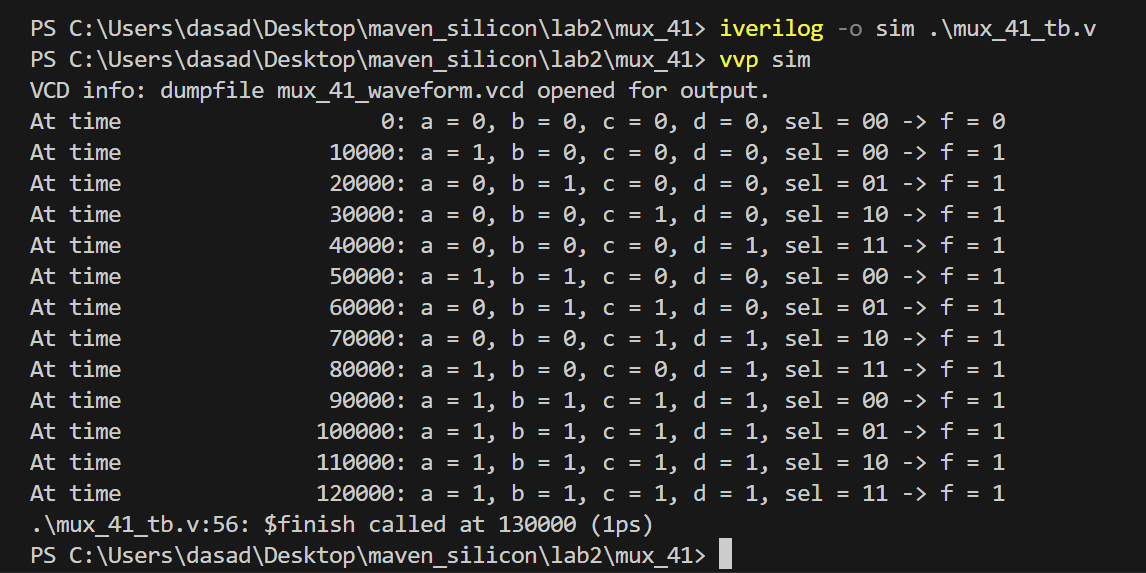 PS C:\Users\dasad\Desktop\maven_silicon\lab2\mux_41> iverilog -o sim .\mux_41_tb.v
PS C:\Users\dasad\Desktop\maven_silicon\lab2\mux_41> vvp sim
VCD info: dumpfile mux_41_waveform.vcd opened for output.
At time                    0: a = 0, b = 0, c = 0, d = 0, sel = 00 -> f = 0
At time                10000: a = 1, b = 0, c = 0, d = 0, sel = 00 -> f = 1
At time                20000: a = 0, b = 1, c = 0, d = 0, sel = 01 -> f = 1
At time                30000: a = 0, b = 0, c = 1, d = 0, sel = 10 -> f = 1
At time                40000: a = 0, b = 0, c = 0, d = 1, sel = 11 -> f = 1
At time                50000: a = 1, b = 1, c = 0, d = 0, sel = 00 -> f = 1
At time                60000: a = 0, b = 1, c = 1, d = 0, sel = 01 -> f = 1
At time                70000: a = 0, b = 0, c = 1, d = 1, sel = 10 -> f = 1
At time                80000: a = 1, b = 0, c = 0, d = 1, sel = 11 -> f = 1
At time                90000: a = 1, b = 1, c = 1, d = 1, sel = 00 -> f = 1
At time               100000: a = 1, b = 1, c = 1, d = 1, sel = 01 -> f = 1
At time               110000: a = 1, b = 1, c = 1, d = 1, sel = 10 -> f = 1
At time               120000: a = 1, b = 1, c = 1, d = 1, sel = 11 -> f = 1
.\mux_41_tb.v:56: $finish called at 130000 (1ps)
PS C:\Users\dasad\Desktop\maven_silicon\lab2\mux_41>